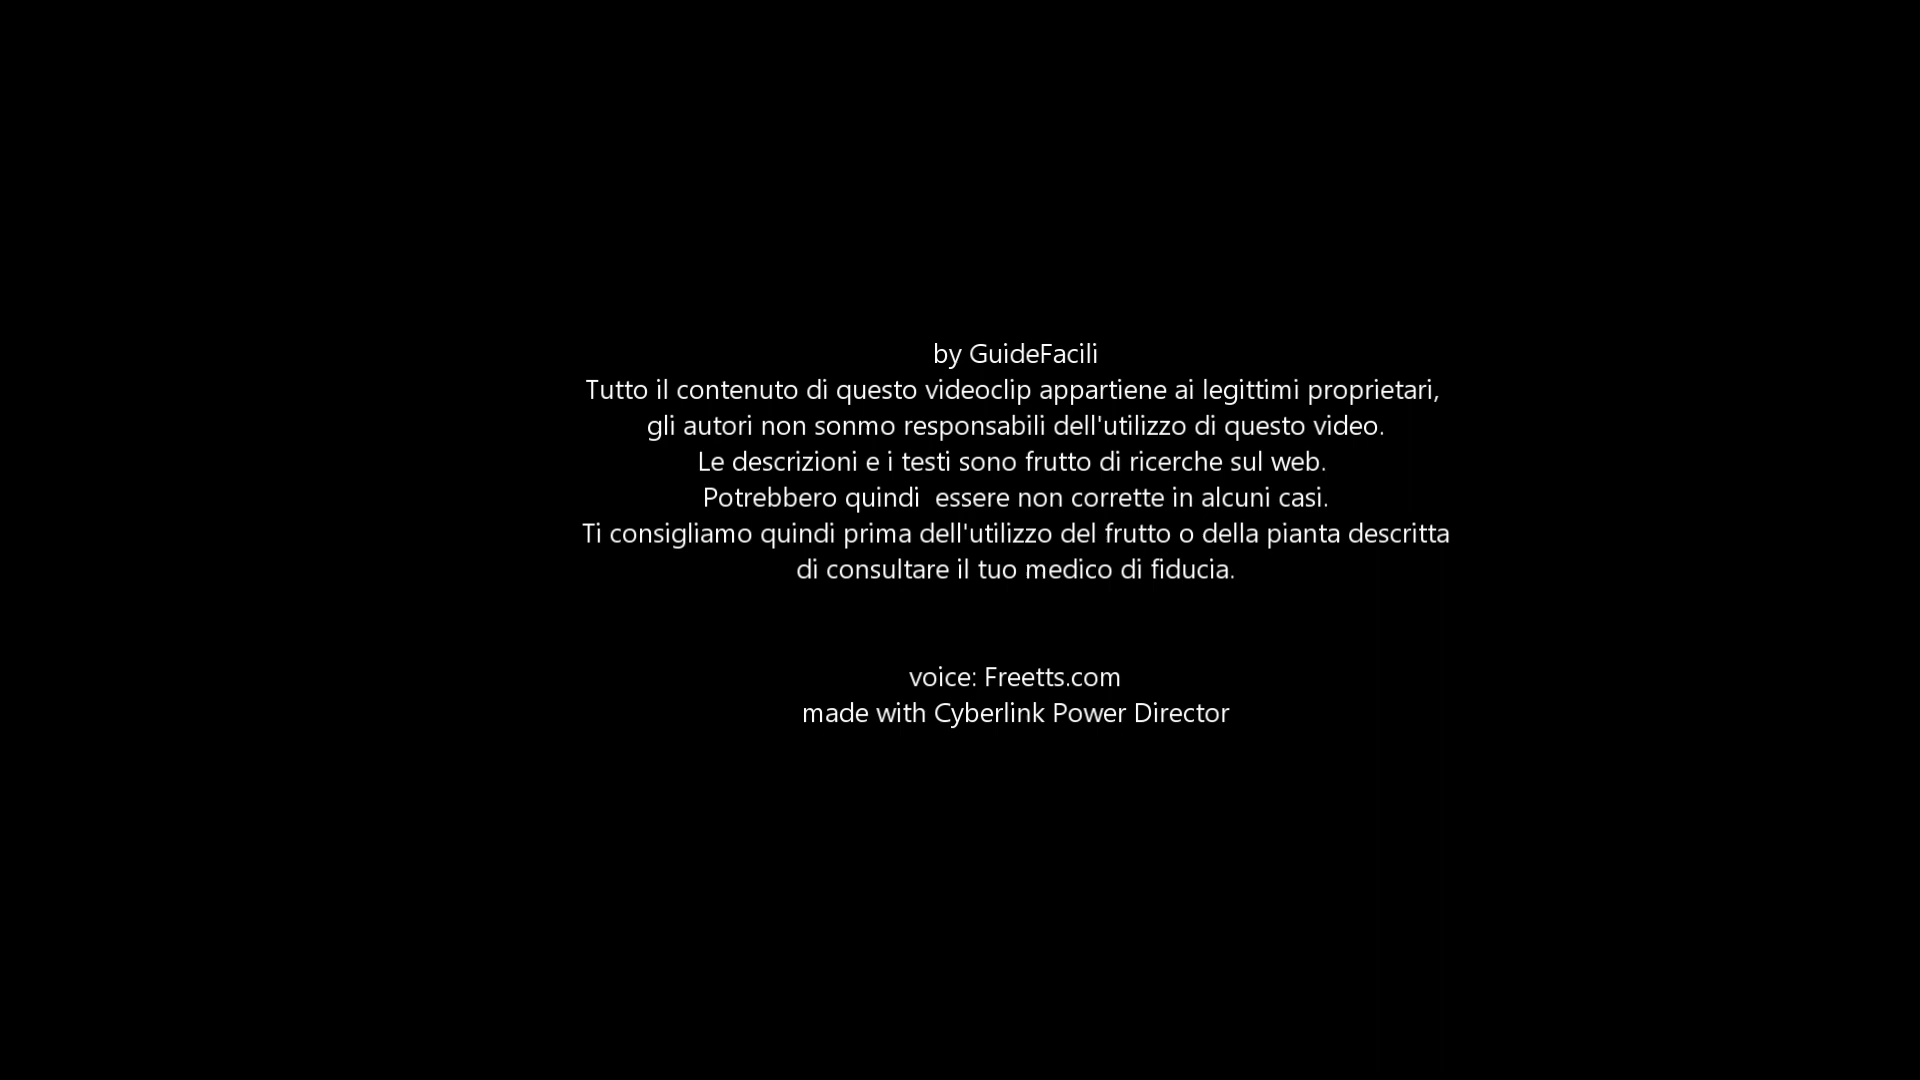 by GuideFacili
Tutto il contenuto di questo videoclip appartiene ai legittimi proprietari,
gli autori non sonmo responsabili dell'utilizzo di questo video.
Le descrizioni e i testi sono frutto di ricerche sul web.
Potrebbero quindi  essere non corrette in alcuni casi.
Ti consigliamo quindi prima dell'utilizzo del frutto o della pianta descritta
di consultare il tuo medico di fiducia.
voice: Freetts.com
made with Cyberlink Power Director